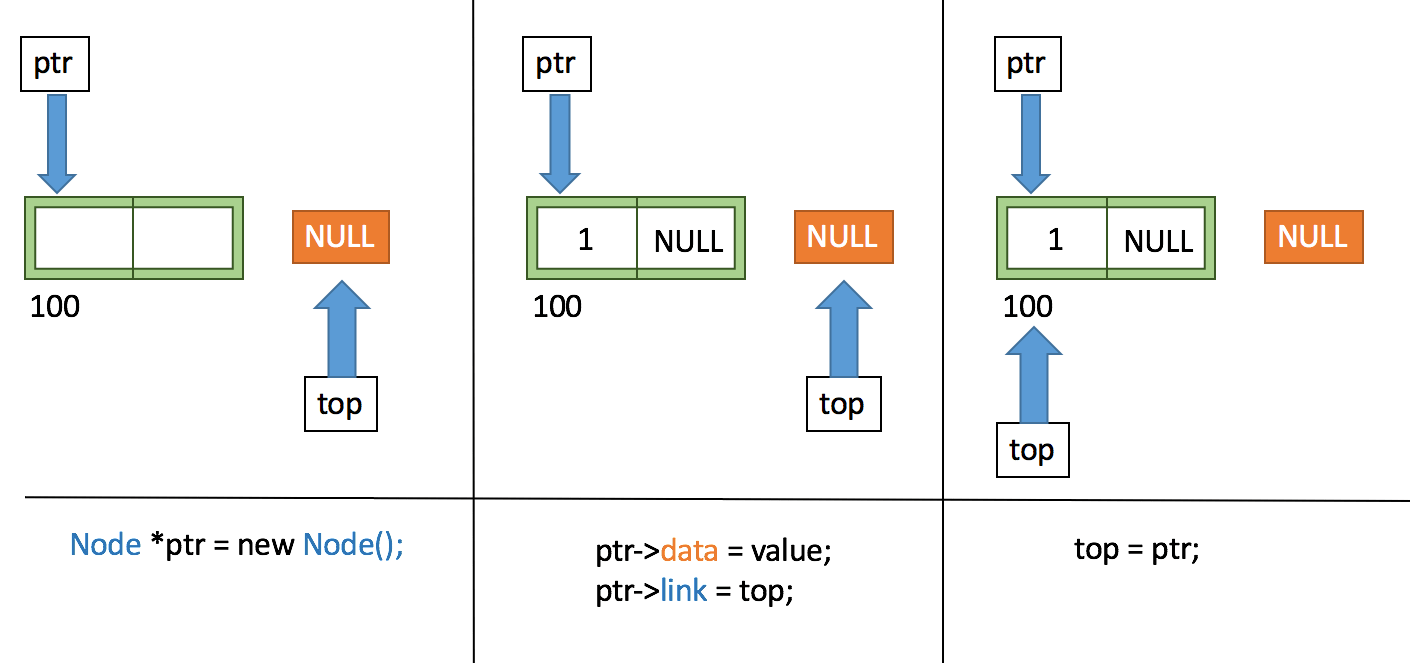 ptr
NULL
100
top
Node *ptr = new Node();
ptr
1
NULL
NULL
100
top
ptr->data = value;
ptr->link = top;
ptr
1
NULL
NULL
100
top
top = ptr;